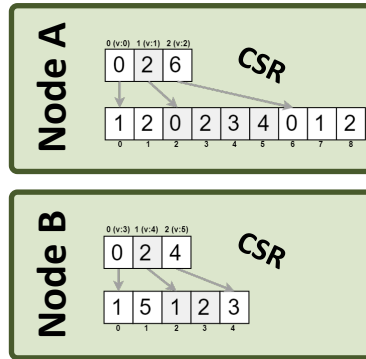 Node A
CSR
0 (v:0) 1 (v:1) 2 (v:2)
0 2 6
1 2 0 2 3 4 0 1 2
0 1 2 3 4 5 6 7 8
Node B
CSR
0 (v:3) 1 (v:4) 2 (v:5)
0 2 4
1 5 1 2 3
0 1 2 3 4